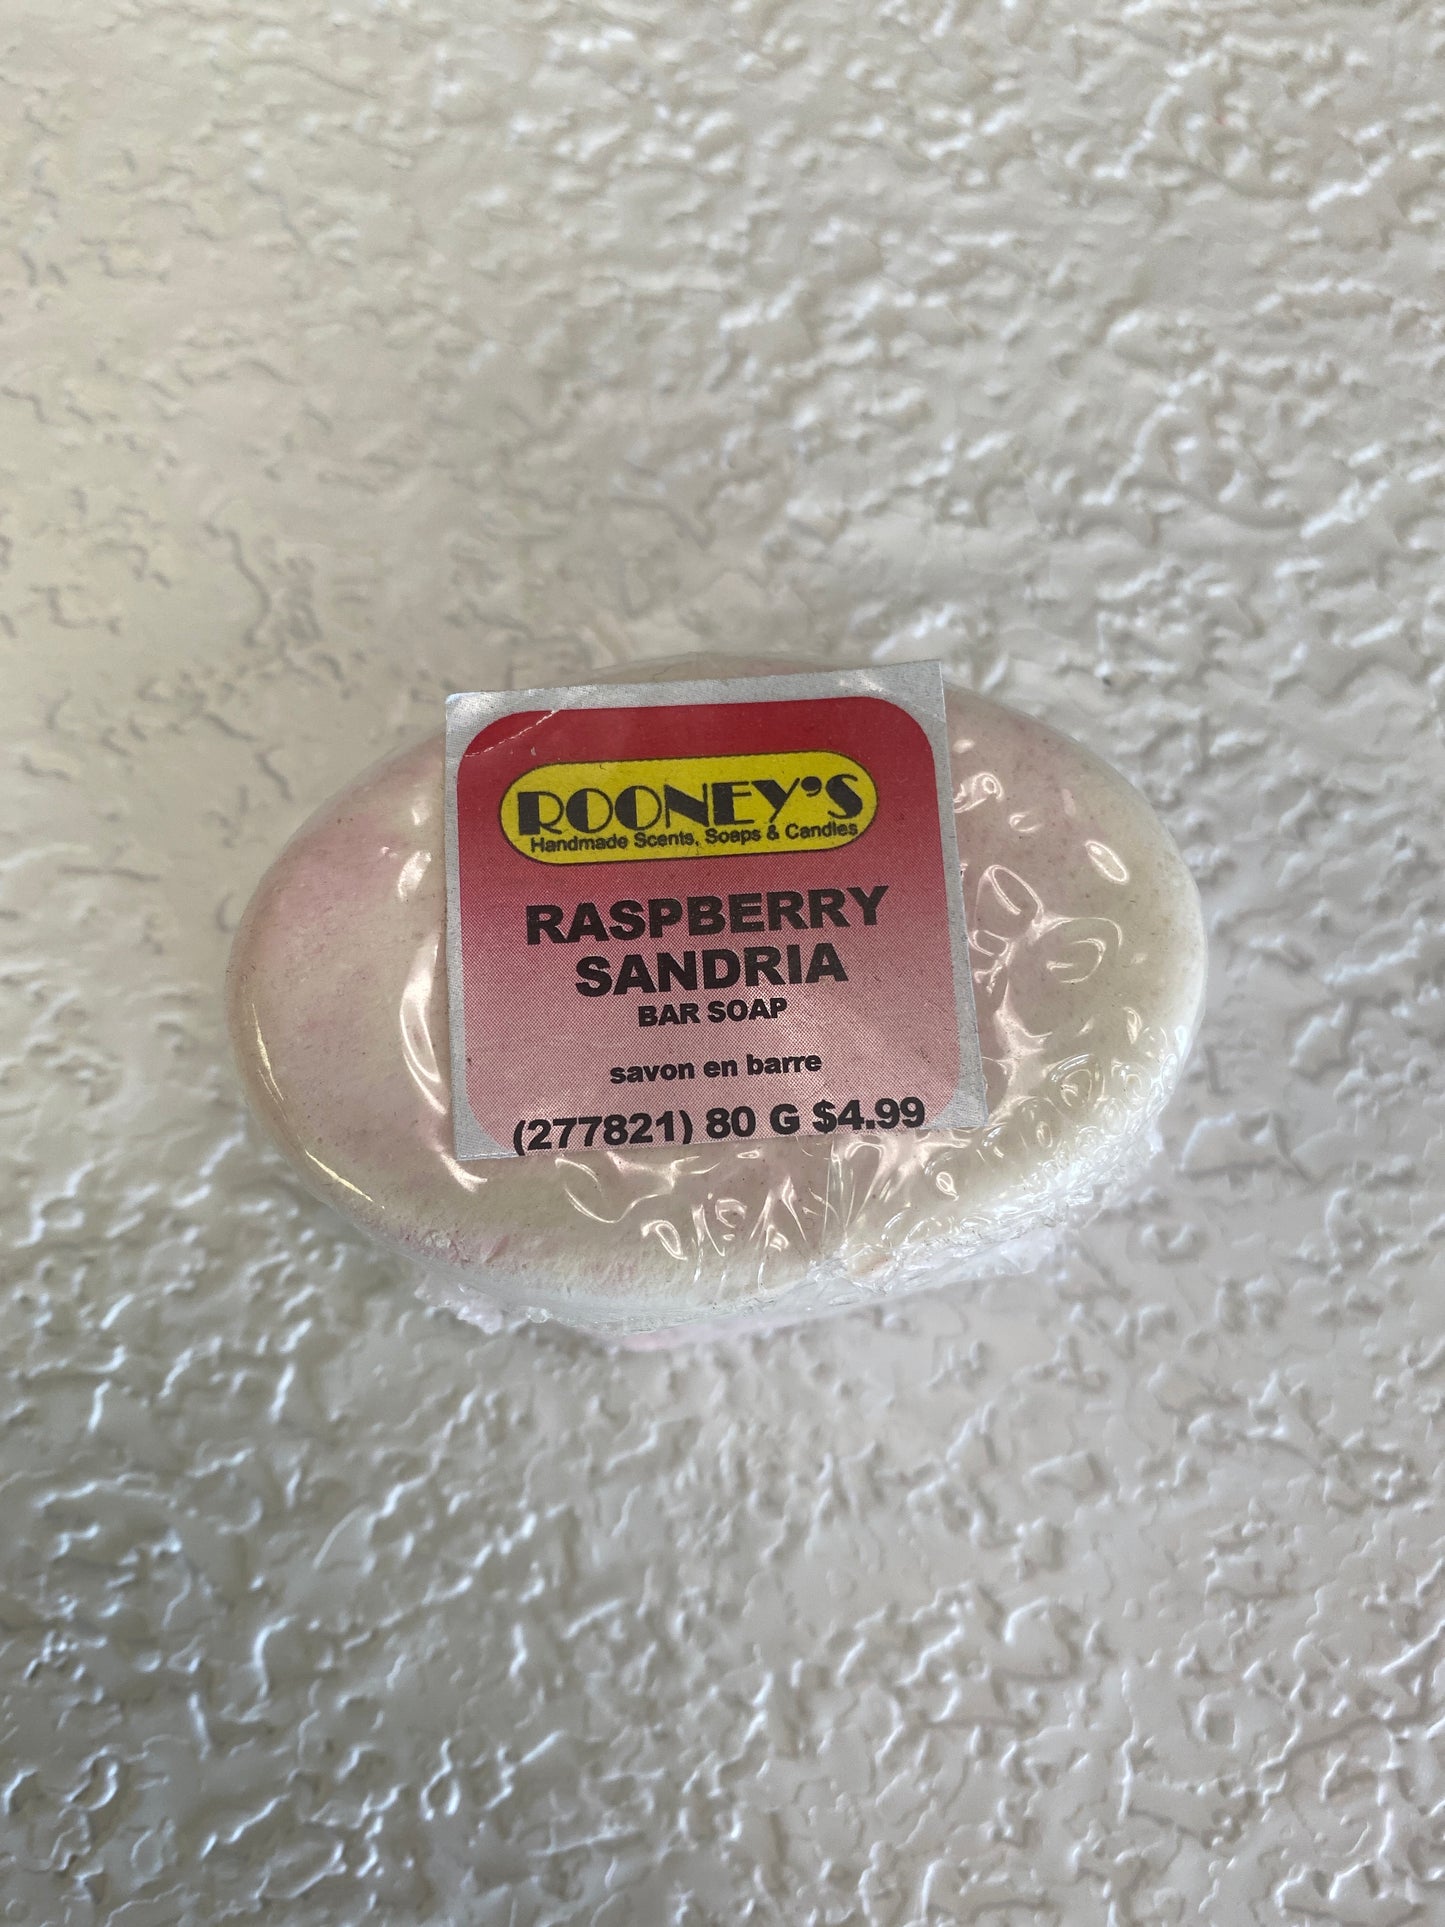 ROONEY'S
Handmade Scents, Soaps & Candles
RASPBERRY
SANDRIA
BAR SOAP
savon en barre
(277821) 80 G $4.99